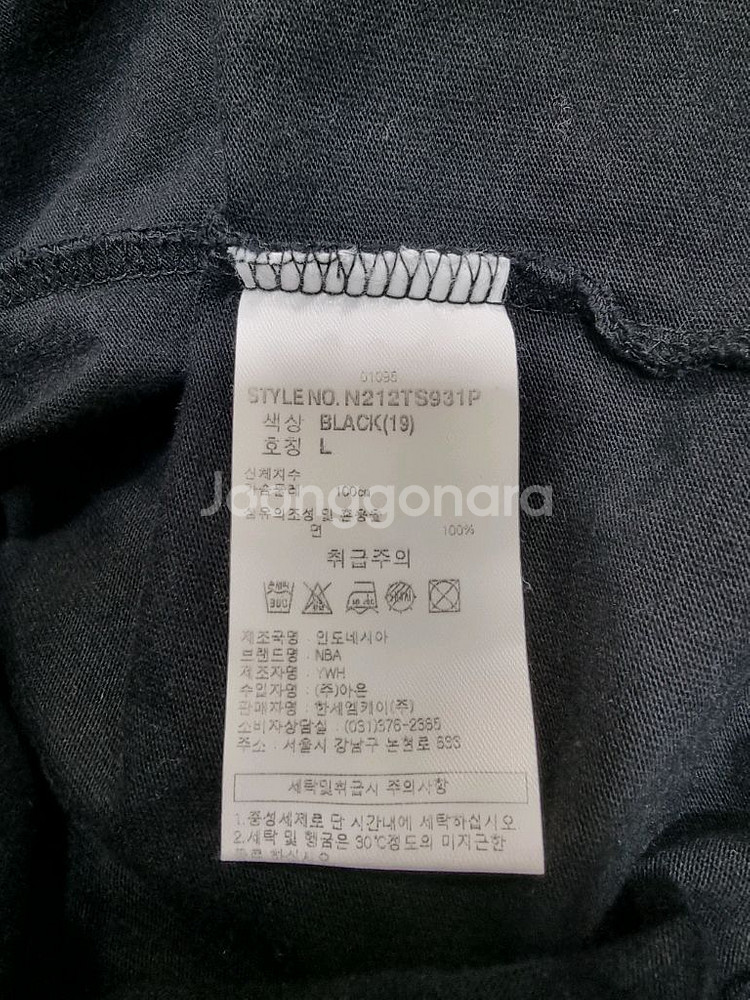 01095
STYLE NO. N212TS931P
색상 BLACK(19)
호칭 L
신체치수
가슴둘레 100cm
Joonggonara
섬유의조성 및 혼용율
면 100%
취급주의
제조국명 : 인도네시아
브랜드명 : NBA
제조자명 : YWH
수입자명 : (주)아은
판매자명 : 한세엠케이(주)
소비자상담실 : (031)376-2365
주소 : 서울시 강남구 논현로 633
세탁및취급시 주의사항
1.중성세제로 단 시간내에 세탁하십시오.
2.세탁 및 헹굼은 30℃정도의 미지근한